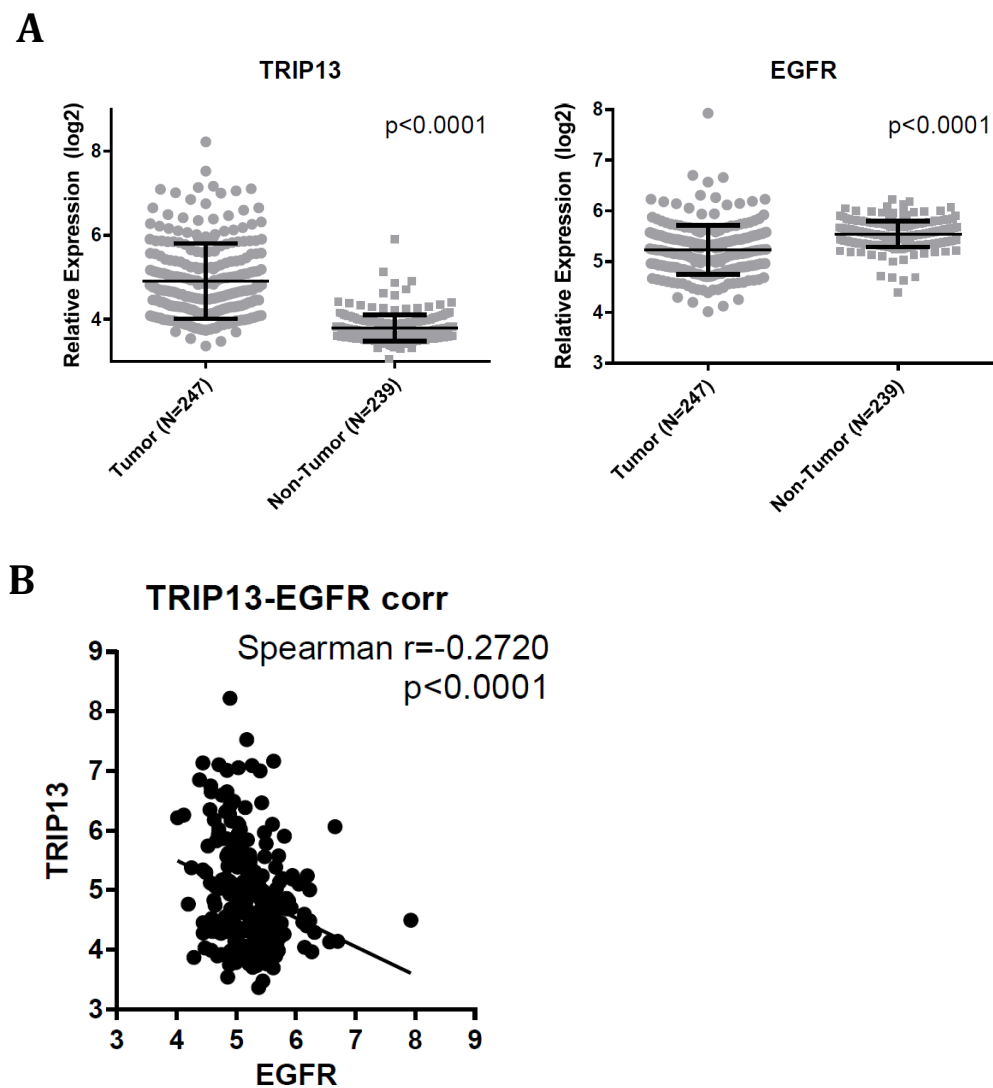 A
TRIP13
Relative Expression (log2)
8
6
4
p<0.0001
Tumor (N=247)
Non-Tumor (N=239)
EGFR
Relative Expression (log2)
8
7
6
5
4
3
p<0.0001
Tumor (N=247)
Non-Tumor (N=239)
B
TRIP13-EGFR corr
Spearman r=-0.2720
p<0.0001
TRIP13
9
8
7
6
5
4
3
3 4 5 6 7 8 9
EGFR